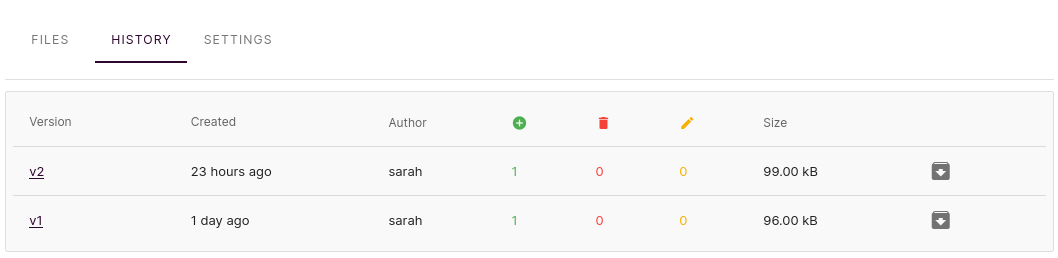 FILES HISTORY SETTINGS
Version Created Author Size
v2 23 hours ago sarah 1 0 0 99.00 kB
v1 1 day ago sarah 1 0 0 96.00 kB